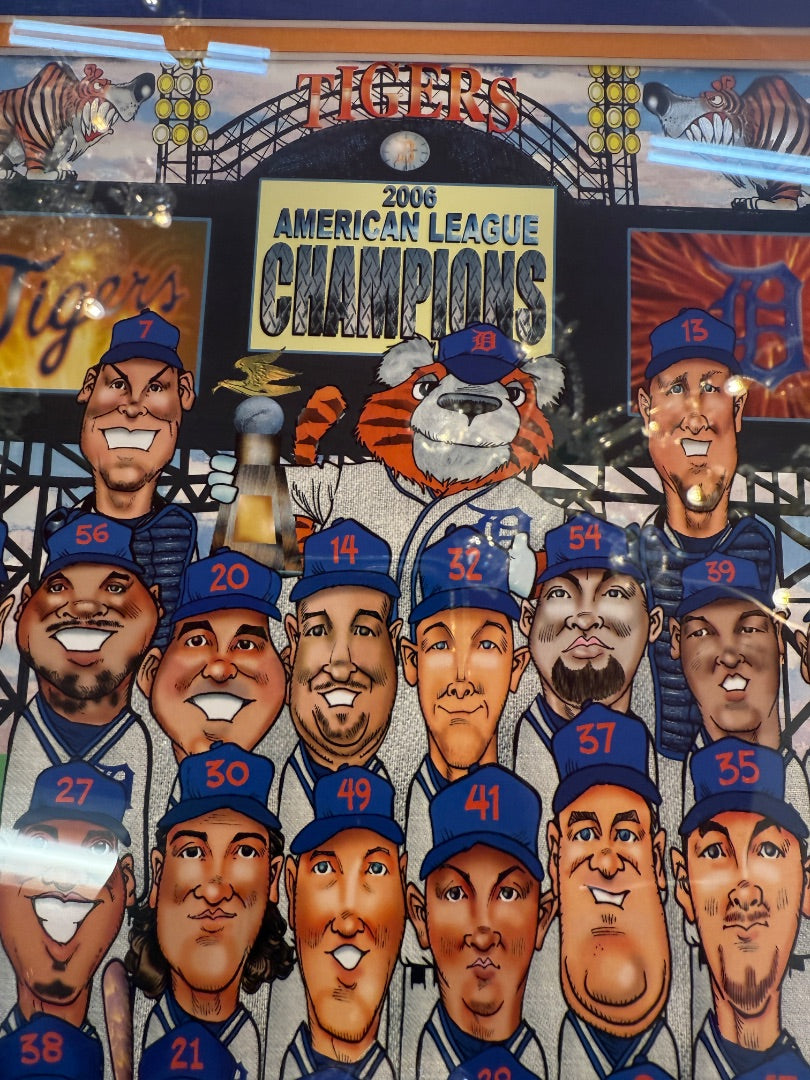 TIGERS
2006
AMERICAN LEAGUE
CHAMPIONS
Tigers
D
7
D
13
56
20
14
32
54
39
D
27
30
49
41
37
35
38
21